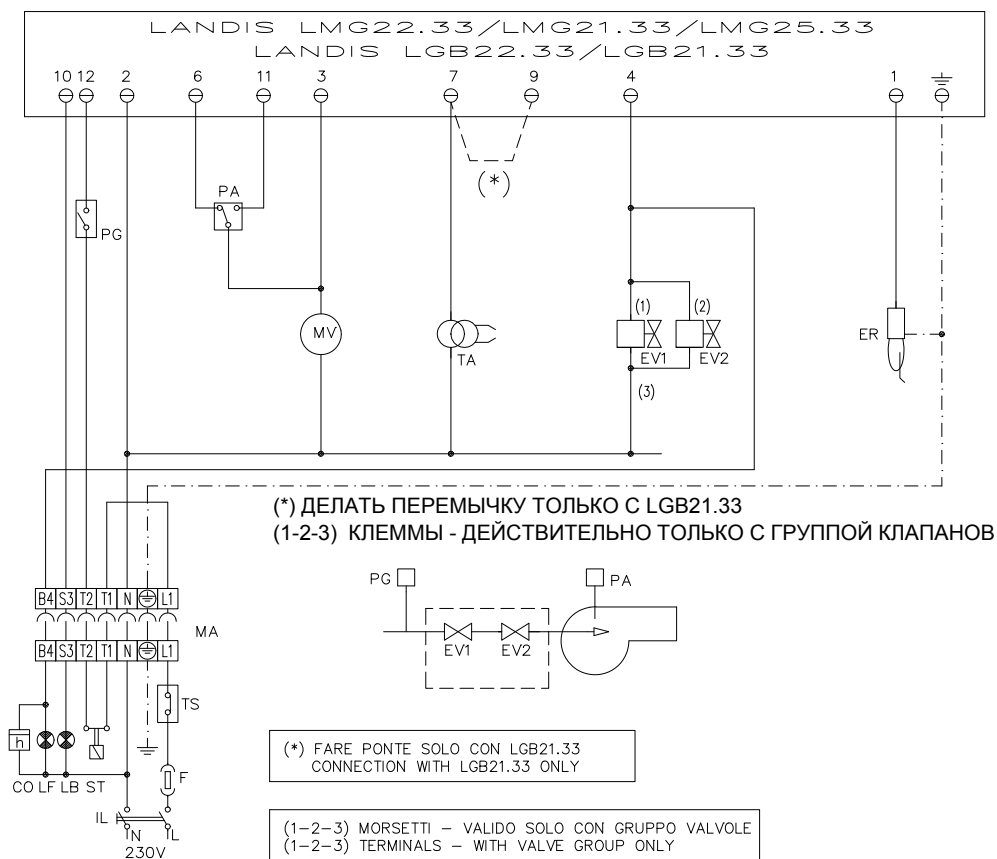 LANDIS LMG22.33/LMG21.33/LMG25.33
LANDIS LGB22.33/LGB21.33
10 12 2 6 11 3 7 9 4 1
(*)
PA
PG
MV
TA
(1) (2)
EV1 EV2
(3)
ER
(*) ДЕЛАТЬ ПЕРЕМЫЧКУ ТОЛЬКО С LGB21.33
(1-2-3) КЛЕММЫ - ДЕЙСТВИТЕЛЬНО ТОЛЬКО С ГРУППОЙ КЛАПАНОВ
B4 S3 T2 T1 N L1
MA
B4 S3 T2 T1 N L1
PG PA
EV1 EV2
TS
h
F
CO LF LB ST
IL
N L
230V
(*) FARE PONTE SOLO CON LGB21.33
CONNECTION WITH LGB21.33 ONLY
(1-2-3) MORSETTI - VALIDO SOLO CON GRUPPO VALVOLE
(1-2-3) TERMINALS - WITH VALVE GROUP ONLY